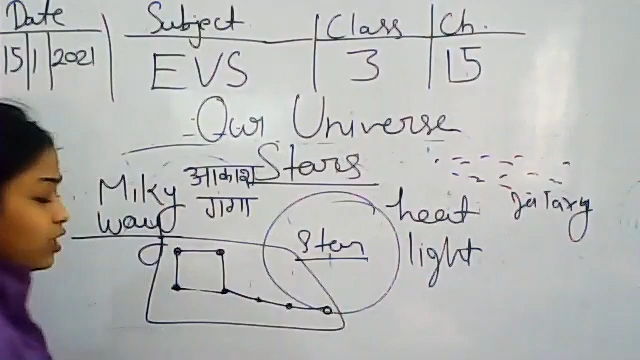 Date Subject Class Ch.
15 1 2021 EVS 3 15
Our Universe
Stars
Miky आकाश
way गंगा
heat
light
Star
galaxy